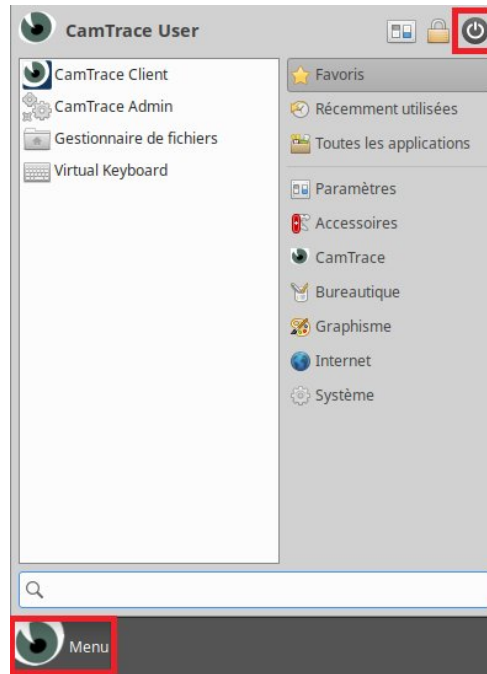 CamTrace User
CamTrace Client
CamTrace Admin
Gestionnaire de fichiers
Virtual Keyboard
Favoris
Récemment utilisées
Toutes les applications
Paramètres
Accessoires
CamTrace
Bureautique
Graphisme
Internet
Système
Menu